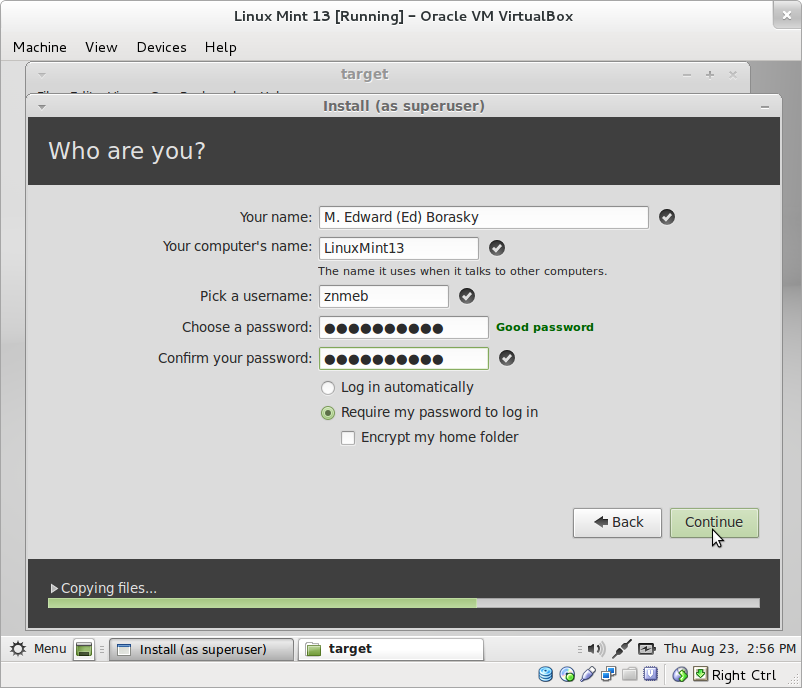 Linux Mint 13 [Running] – Oracle VM VirtualBox
Machine View Devices Help
target
Install (as superuser)
Who are you?
Your name: M. Edward (Ed) Borasky
Your computer's name: LinuxMint13
The name it uses when it talks to other computers.
Pick a username: znmeb
Choose a password: ●●●●●●●●●● Good password
Confirm your password: ●●●●●●●●●●
Log in automatically
Require my password to log in
Encrypt my home folder
Back Continue
Copying files...
Menu Install (as superuser) target Thu Aug 23, 2:56 PM
Right Ctrl